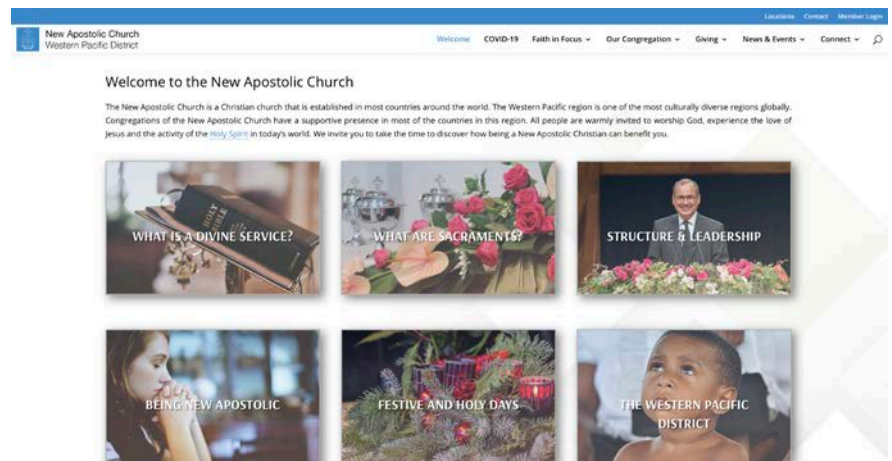 Locations Contact Member Login
New Apostolic Church
Western Pacific District
Welcome COVID-19 Faith in Focus Our Congregation Giving News & Events Connect
Welcome to the New Apostolic Church
The New Apostolic Church is a Christian church that is established in most countries around the world. The Western Pacific region is one of the most culturally diverse regions globally.
Congregations of the New Apostolic Church have a supportive presence in most of the countries in this region. All people are warmly invited to worship God, experience the love of
Jesus and the activity of the Holy Spirit in today's world. We invite you to take the time to discover how being a New Apostolic Christian can benefit you.
HOLY BIBLE
WHAT IS A DIVINE SERVICE?
WHAT ARE SACRAMENTS?
STRUCTURE & LEADERSHIP
BEING NEW APOSTOLIC
FESTIVE AND HOLY DAYS
THE WESTERN PACIFIC
DISTRICT